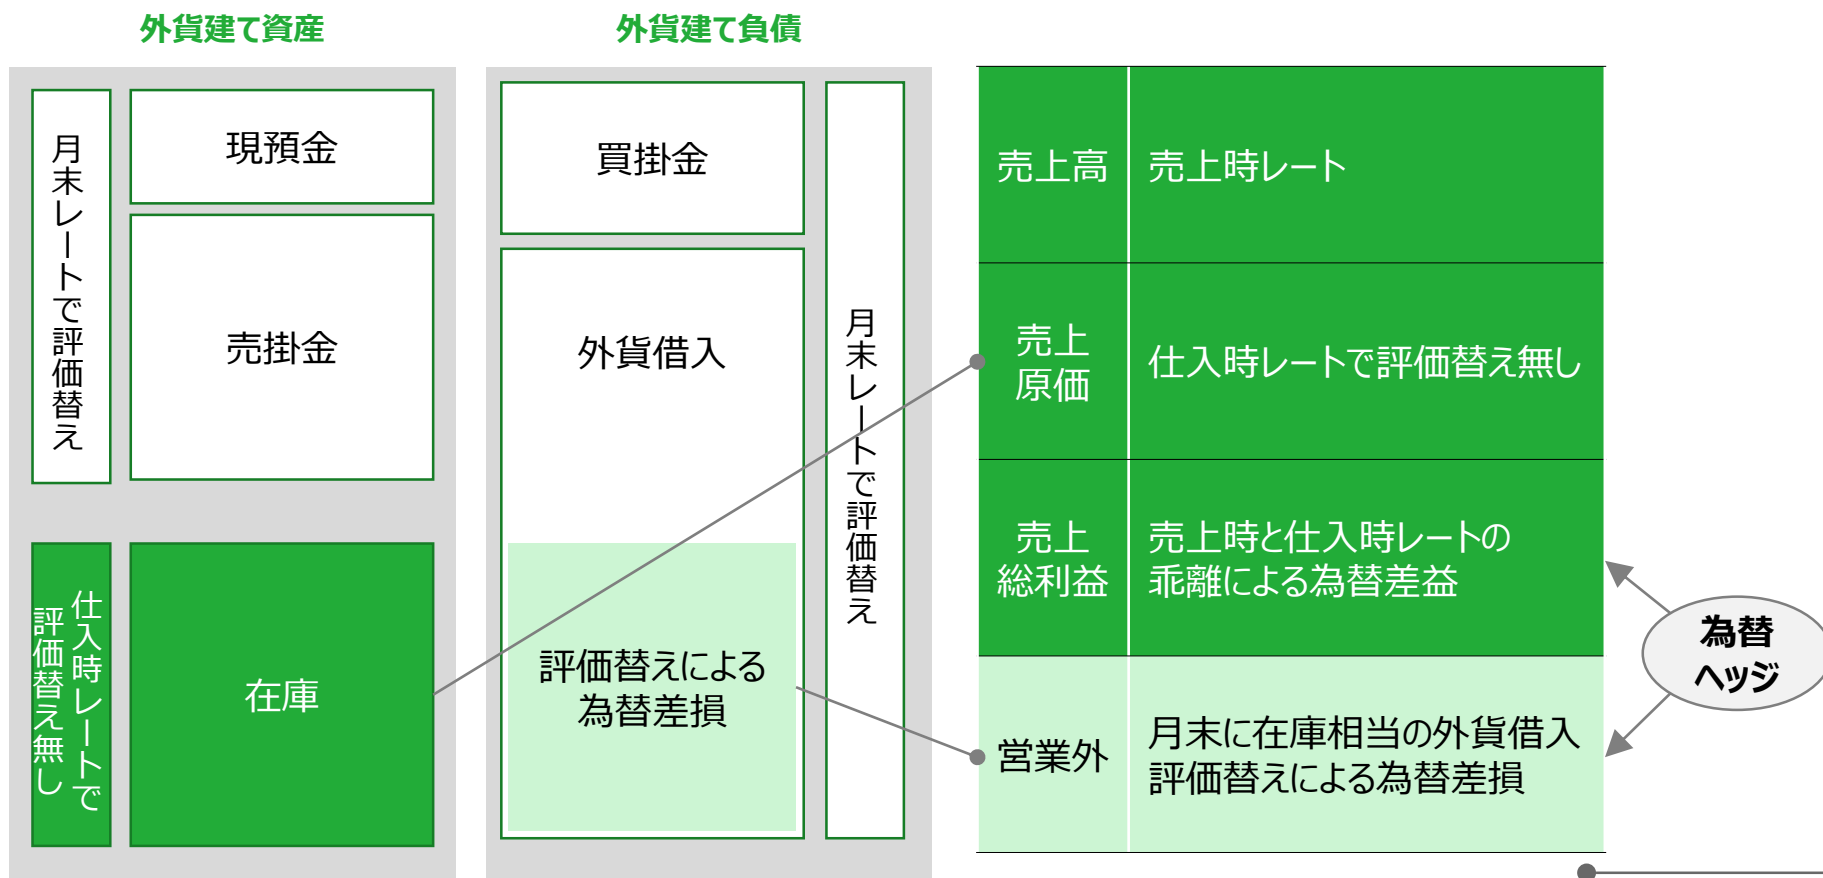 外貨建て資産
月末レートで評価替え
現預金
売掛金
仕入時レートで
評価替え無し
在庫
外貨建て負債
買掛金
外貨借入
評価替えによる
為替差損
月末レートで評価替え
売上高
売上時レート
売上
原価
仕入時レートで評価替え無し
売上
総利益
売上時と仕入時レートの
乖離による為替差益
営業外
月末に在庫相当の外貨借入
評価替えによる為替差損
為替
ヘッジ